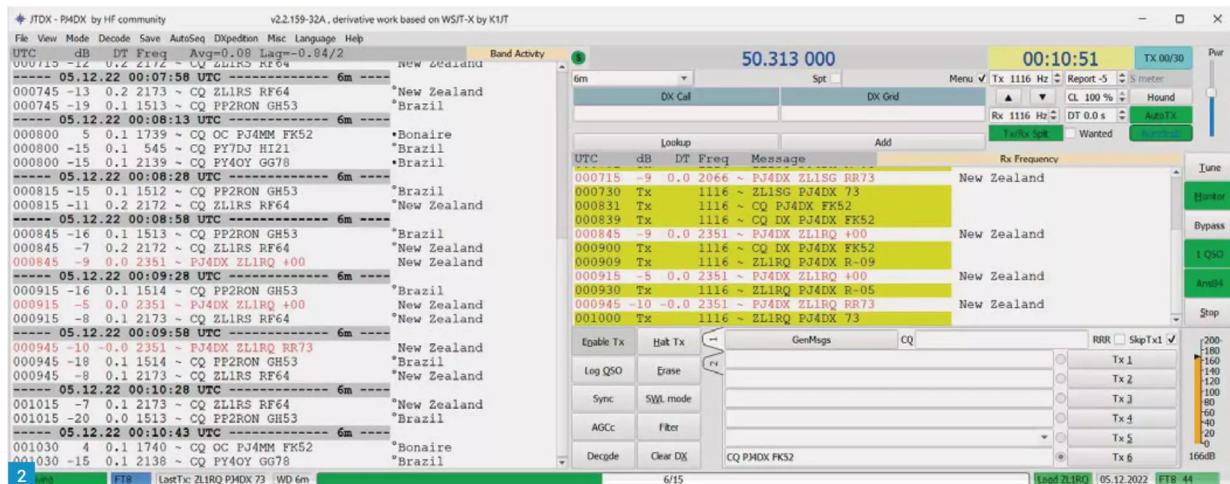 JTDX - PJ4DX by HF community v2.2.159-32A , derivative work based on WSJT-X by K1JT
File View Mode Decode Save AutoSeq DXpedition Misc Language Help
UTC dB DT Freq Avg=0.08 Lag=-0.84/2 Band Activity
000715 -12 0.2 2172 ~ CQ ZL1RS RF64 New Zealand
----- 05.12.22 00:07:58 UTC ------------- 6m ----
000745 -13 0.2 2173 ~ CQ ZL1RS RF64 °New Zealand
000745 -19 0.1 1513 ~ CQ PP2RON GH53 °Brazil
----- 05.12.22 00:08:13 UTC ------------- 6m ----
000800 5 0.1 1739 ~ CQ OC PJ4MM FK52 •Bonaire
000800 -15 0.1 545 ~ CQ PY7DJ HI21 °Brazil
000800 -15 0.1 2139 ~ CQ PY4OY GG78 •Brazil
----- 05.12.22 00:08:28 UTC ------------- 6m ----
000815 -15 0.1 1512 ~ CQ PP2RON GH53 °Brazil
000815 -11 0.2 2172 ~ CQ ZL1RS RF64 °New Zealand
----- 05.12.22 00:08:58 UTC ------------- 6m ----
000845 -16 0.1 1513 ~ CQ PP2RON GH53 °Brazil
000845 -7 0.2 2172 ~ CQ ZL1RS RF64 °New Zealand
000845 -9 0.0 2351 ~ PJ4DX ZL1RQ +00 New Zealand
----- 05.12.22 00:09:28 UTC ------------- 6m ----
000915 -16 0.1 1514 ~ CQ PP2RON GH53 °Brazil
000915 -5 0.0 2351 ~ PJ4DX ZL1RQ +00 New Zealand
000915 -8 0.1 2173 ~ CQ ZL1RS RF64 °New Zealand
----- 05.12.22 00:09:58 UTC ------------- 6m ----
000945 -10 -0.0 2351 ~ PJ4DX ZL1RQ RR73 New Zealand
000945 -18 0.1 1514 ~ CQ PP2RON GH53 °Brazil
000945 -8 0.1 2173 ~ CQ ZL1RS RF64 °New Zealand
----- 05.12.22 00:10:28 UTC ------------- 6m ----
001015 -7 0.1 2173 ~ CQ ZL1RS RF64 °New Zealand
001015 -20 0.0 1513 ~ CQ PP2RON GH53 °Brazil
----- 05.12.22 00:10:43 UTC ------------- 6m ----
001030 4 0.1 1740 ~ CQ OC PJ4MM FK52 °Bonaire
001030 -15 0.1 2138 ~ CQ PY4OY GG78 °Brazil
S 50.313 000 00:10:51 TX 00/30 Pwr
6m Spt Menu Tx 1116 Hz Report -5 S meter
DX Call DX Grid CL 100 % Hound
Rx 1116 Hz DT 0.0 s AutoTX
Lookup Add Tx/Rx Split Wanted
UTC dB DT Freq Message Rx Frequency
000715 -9 0.0 2066 ~ PJ4DX ZL1SG RR73 New Zealand
000730 Tx 1116 ~ ZL1SG PJ4DX 73
000831 Tx 1116 ~ CQ PJ4DX FK52
000839 Tx 1116 ~ CQ DX PJ4DX FK52
000845 -9 0.0 2351 ~ PJ4DX ZL1RQ +00 New Zealand
000900 Tx 1116 ~ CQ DX PJ4DX FK52
000909 Tx 1116 ~ ZL1RQ PJ4DX R-09
000915 -5 0.0 2351 ~ PJ4DX ZL1RQ +00 New Zealand
000930 Tx 1116 ~ ZL1RQ PJ4DX R-05
000945 -10 -0.0 2351 ~ PJ4DX ZL1RQ RR73 New Zealand
001000 Tx 1116 ~ ZL1RQ PJ4DX 73
Tune
Monitor
Bypass
1 QSO
AnsB4
Stop
Enable Tx Halt Tx 1 GenMsgs CQ RRR SkpTx1
Log QSO Erase 2 Tx 1
Tx 2
Sync SWL mode Tx 3
AGCc Filter Tx 4
Tx 5
Decode Clear DX CQ PJ4DX FK52 Tx 6
200
180
160
140
120
100
80
60
40
20
0
166dB
2 FT8 LastTx: ZL1RQ PJ4DX 73 WD 6m 6/15 Logd ZL1RQ 05.12.2022 FT8 44